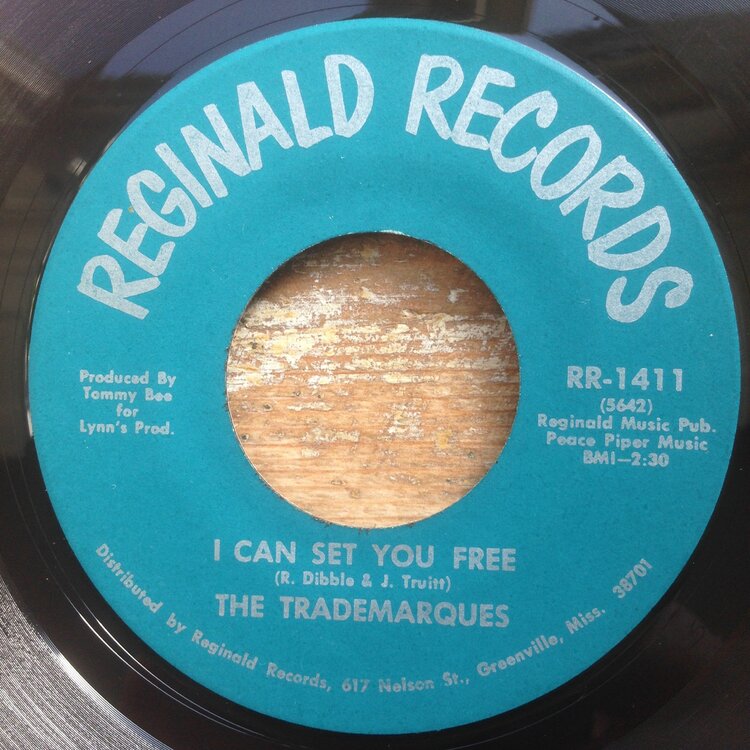 REGINALD RECORDS
Produced By
Tommy Bee
for
Lynn's Prod.
RR-1411
(5642)
Reginald Music Pub.
Peace Piper Music
BMI—2:30
I CAN SET YOU FREE
(R. Dibble & J. Truitt)
THE TRADEMARQUES
Distributed by Reginald Records, 617 Nelson St., Greenville, Miss. 38701